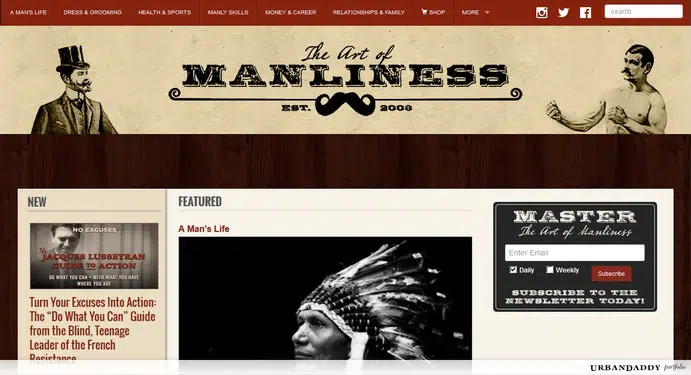 A MAN'S LIFE
DRESS & GROOMING
HEALTH & SPORTS
MANLY SKILLS
MONEY & CAREER
RELATIONSHIPS & FAMILY
SHOP
MORE
search
The Art of
MANLINESS
EST. 2008
NEW
NO EXCUSES
The
JACQUES LUSSEYRAN
GUIDE TO ACTION
DO WHAT YOU CAN • WITH WHAT YOU HAVE
WHERE YOU ARE
Turn Your Excuses Into Action:
The “Do What You Can” Guide
from the Blind, Teenage
Leader of the French
Resistance
FEATURED
A Man's Life
MASTER
The Art of Manliness
Enter Email
Daily
Weekly
Subscribe
SUBSCRIBE TO THE
NEWSLETTER TODAY!
URBANDADDY portfolio